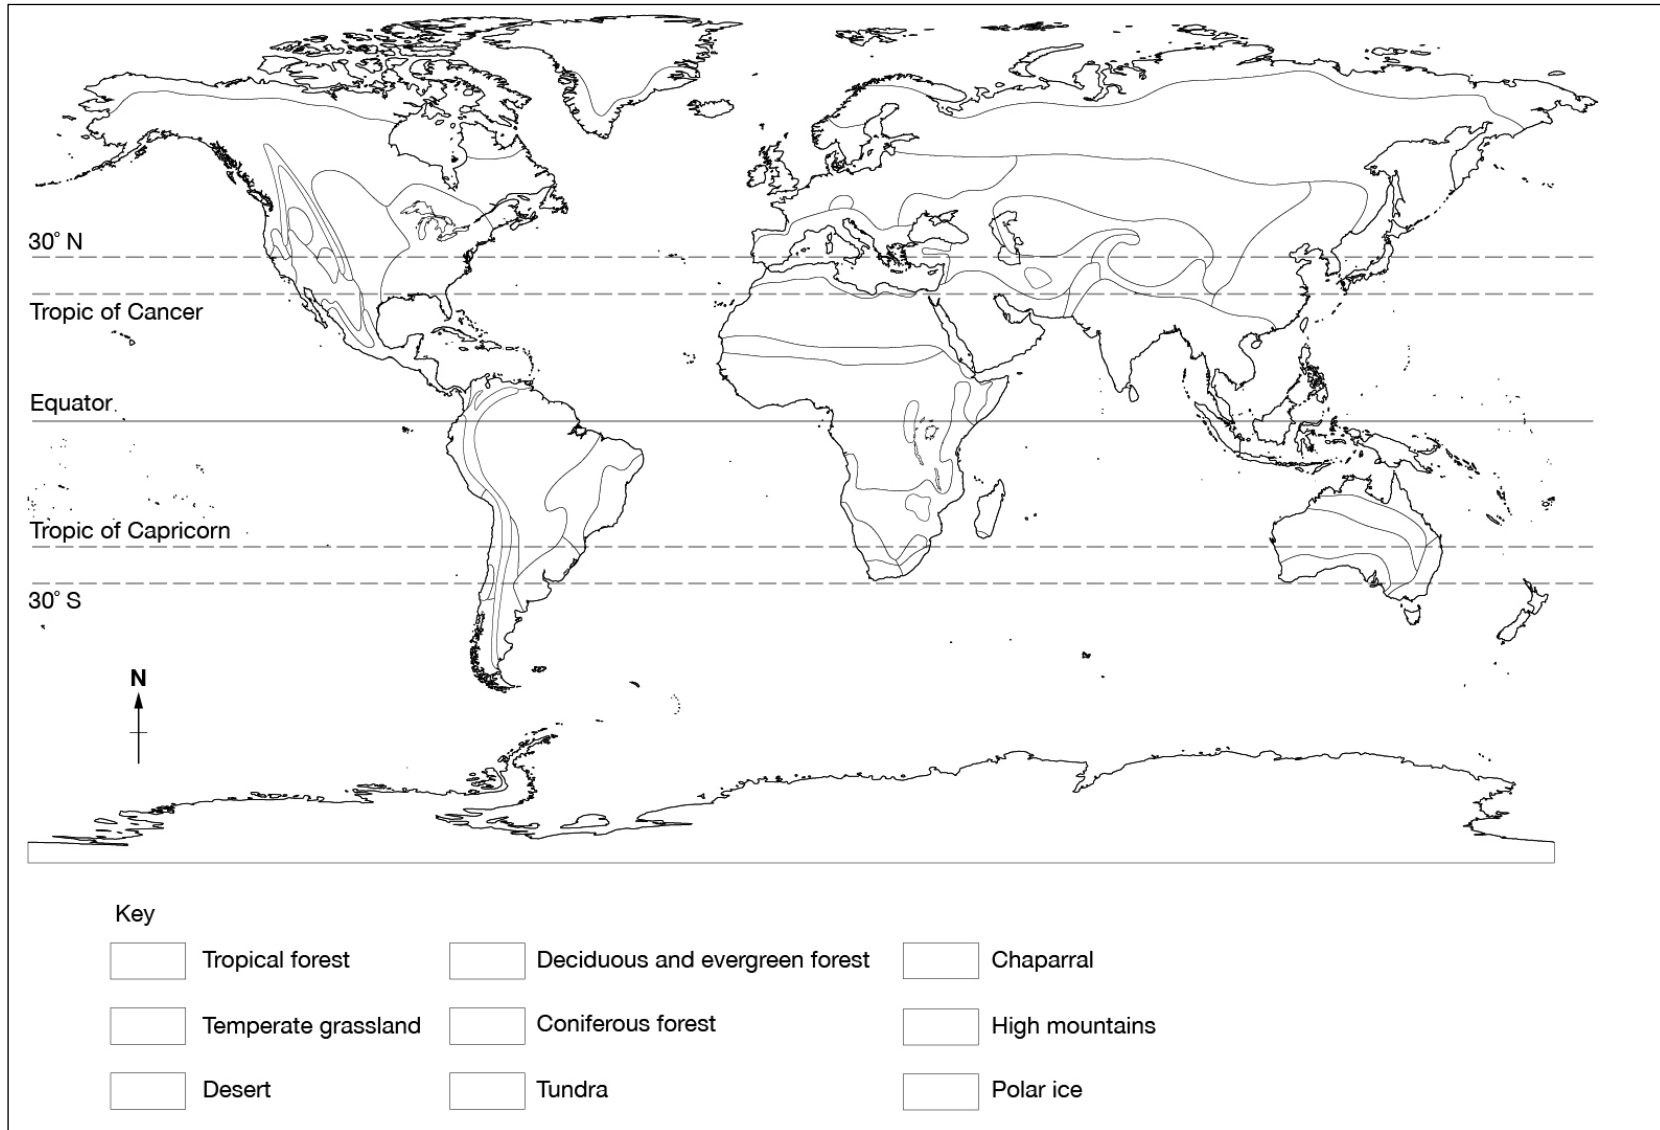 30° N
Tropic of Cancer
Equator
Tropic of Capricorn
30° S
N
Key
Tropical forest
Deciduous and evergreen forest
Chaparral
Temperate grassland
Coniferous forest
High mountains
Desert
Tundra
Polar ice